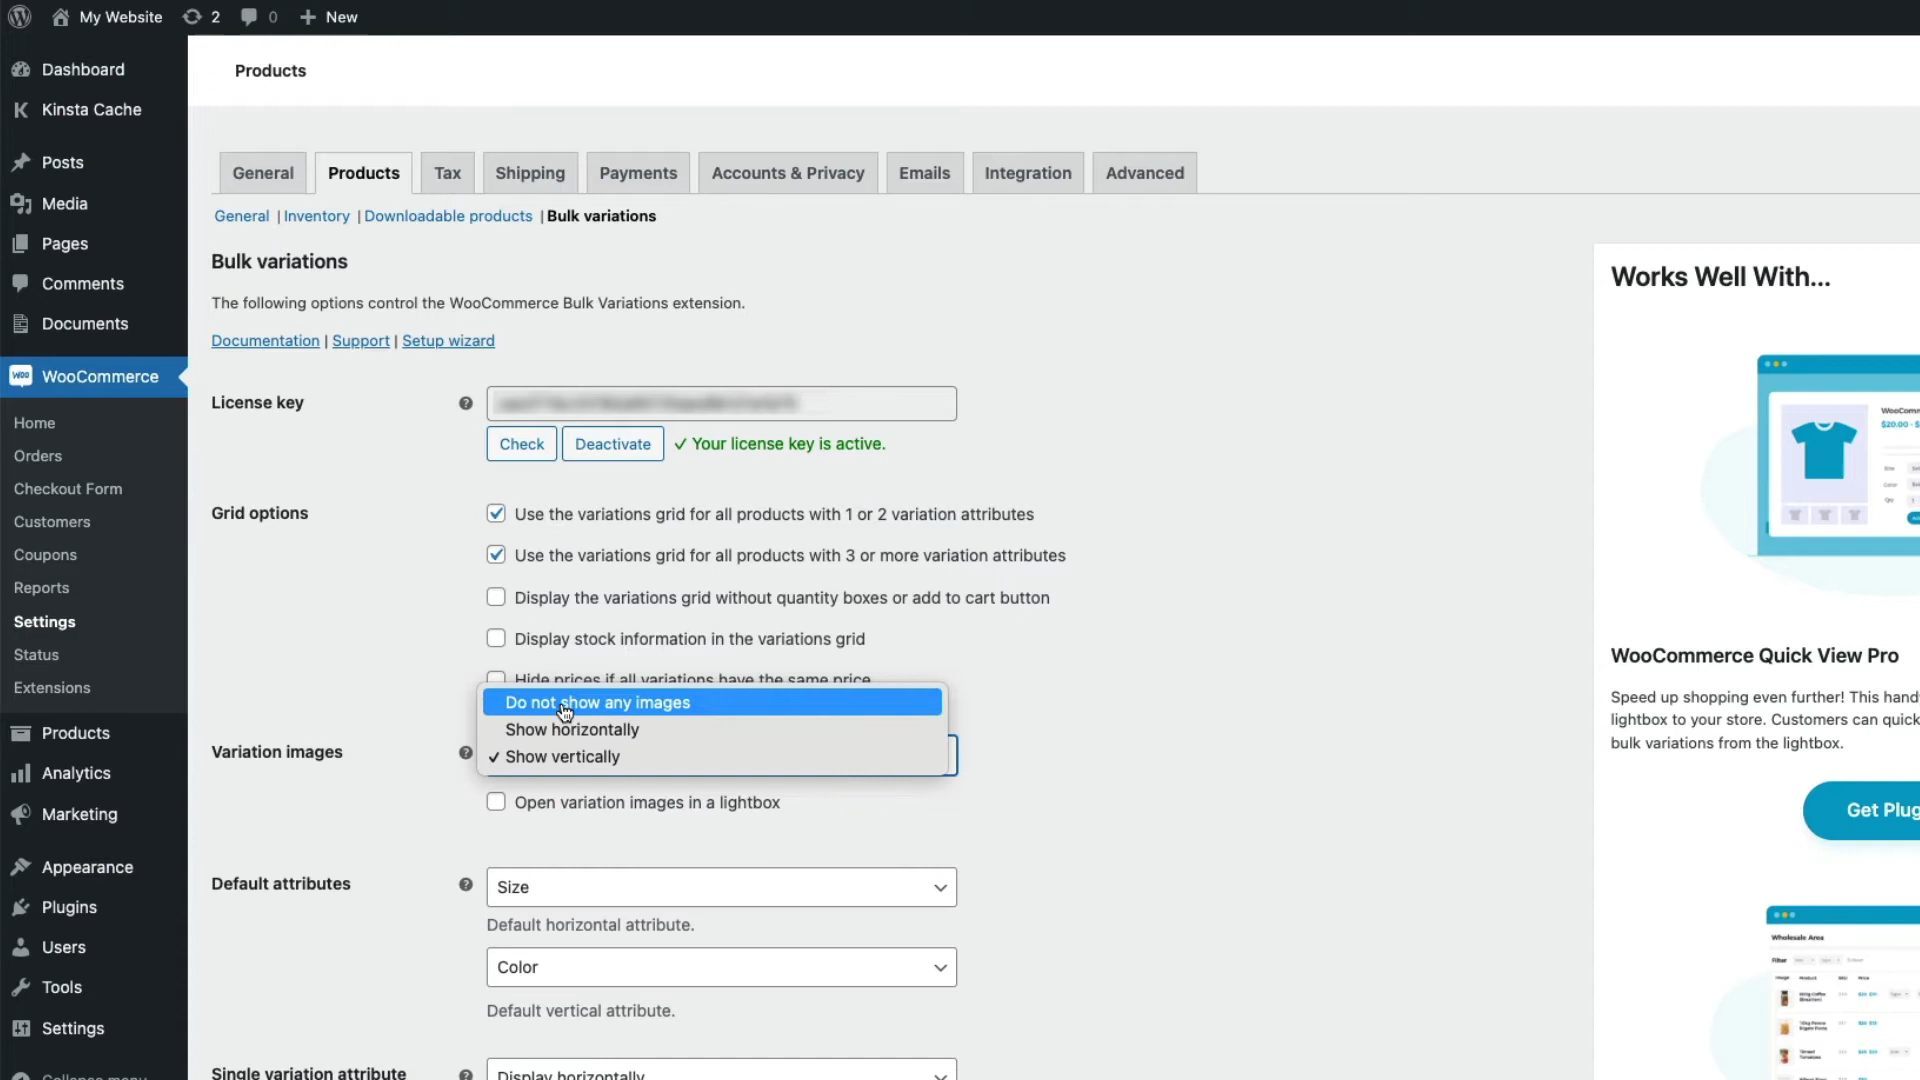 My Website 2 0 + New
Dashboard
Kinsta Cache
Posts
Media
Pages
Comments
Documents
WOO WooCommerce
Home
Orders
Checkout Form
Customers
Coupons
Reports
Settings
Status
Extensions
Products
Analytics
Marketing
Appearance
Plugins
Users
Tools
Settings
Collapse menu
Products
General Products Tax Shipping Payments Accounts & Privacy Emails Integration Advanced
General | Inventory | Downloadable products | Bulk variations
Bulk variations
The following options control the WooCommerce Bulk Variations extension.
Documentation | Support | Setup wizard
License key
Check Deactivate ✓ Your license key is active.
Grid options
Use the variations grid for all products with 1 or 2 variation attributes
Use the variations grid for all products with 3 or more variation attributes
Display the variations grid without quantity boxes or add to cart button
Display stock information in the variations grid
Hide prices if all variations have the same price
Do not show any images
Show horizontally
Variation images
✓ Show vertically
Open variation images in a lightbox
Default attributes
Size
Default horizontal attribute.
Color
Default vertical attribute.
Single variation attribute
Display horizontally
Works Well With...
WooComm
$20.00 - $
WooCommerce Quick View Pro
Speed up shopping even further! This hand
lightbox to your store. Customers can quick
bulk variations from the lightbox.
Get Plug
Wholesale Area
Filter